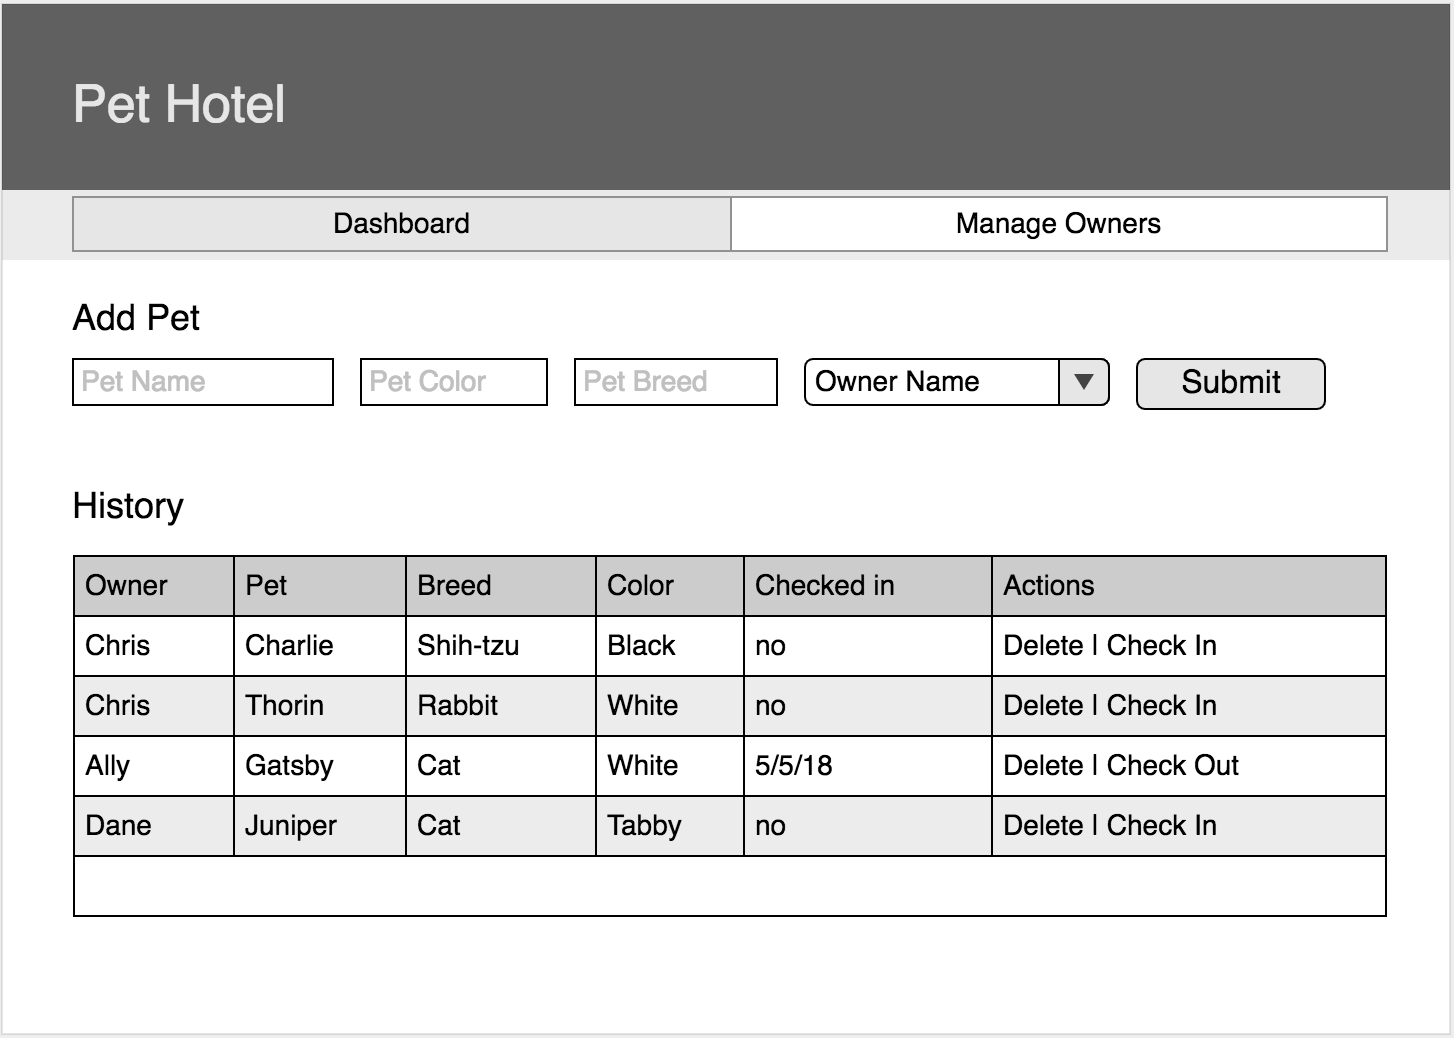 Pet Hotel
Dashboard Manage Owners
Add Pet
Pet Name Pet Color Pet Breed Owner Name Submit
History
Owner Pet Breed Color Checked in Actions
Chris Charlie Shih-tzu Black no Delete | Check In
Chris Thorin Rabbit White no Delete | Check In
Ally Gatsby Cat White 5/5/18 Delete | Check Out
Dane Juniper Cat Tabby no Delete | Check In